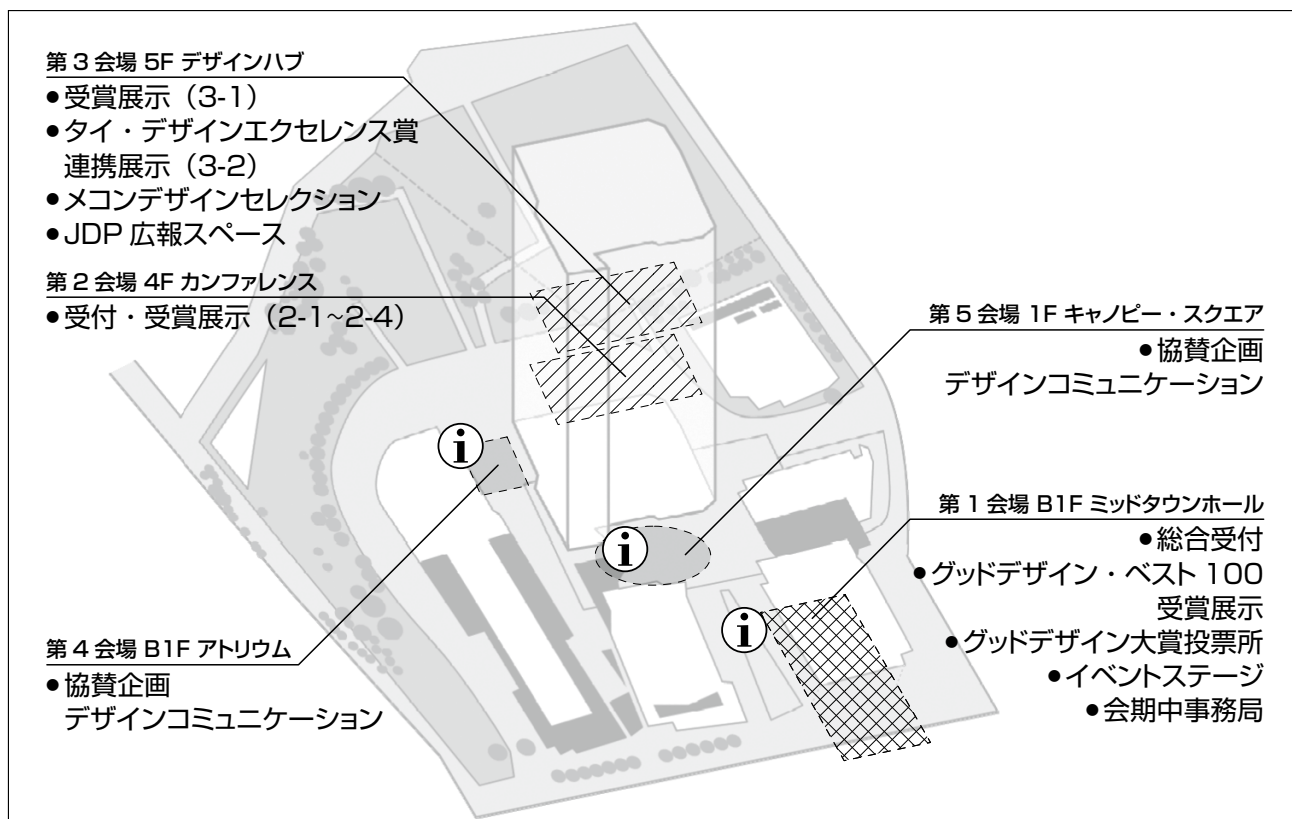 第3会場 5F デザインハブ
●受賞展示（3-1）
●タイ・デザインエクセレンス賞
連携展示（3-2）
●メコンデザインセレクション
●JDP 広報スペース
第2会場 4F カンファレンス
●受付・受賞展示（2-1~2-4）
第5会場 1F キャノピー・スクエア
●協賛企画
デザインコミュニケーション
第1会場 B1F ミッドタウンホール
●総合受付
●グッドデザイン・ベスト100
受賞展示
●グッドデザイン大賞投票所
●イベントステージ
●会期中事務局
第4会場 B1F アトリウム
●協賛企画
デザインコミュニケーション
i
i
i